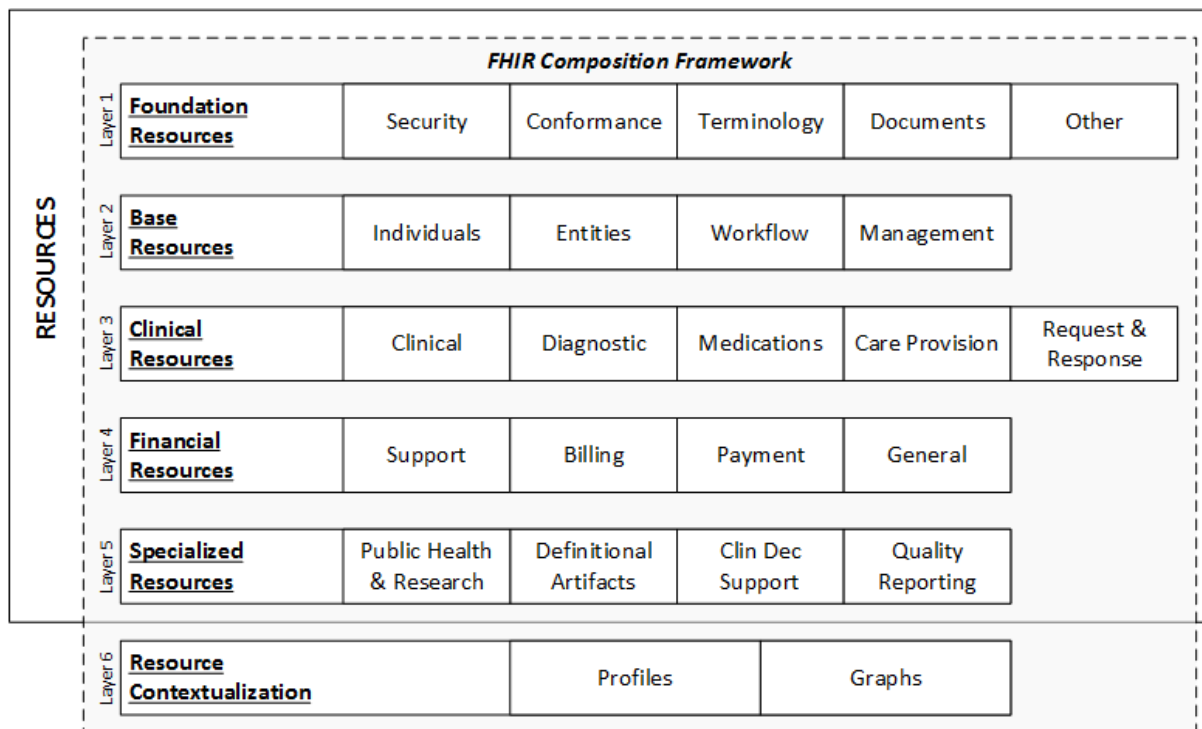 FHIR Composition Framework
RESOURCES
Layer 1
Foundation
Resources
Security
Conformance
Terminology
Documents
Other
Layer 2
Base
Resources
Individuals
Entities
Workflow
Management
Layer 3
Clinical
Resources
Clinical
Diagnostic
Medications
Care Provision
Request &
Response
Layer 4
Financial
Resources
Support
Billing
Payment
General
Layer 5
Specialized
Resources
Public Health
& Research
Definitional
Artifacts
Clin Dec
Support
Quality
Reporting
Layer 6
Resource
Contextualization
Profiles
Graphs